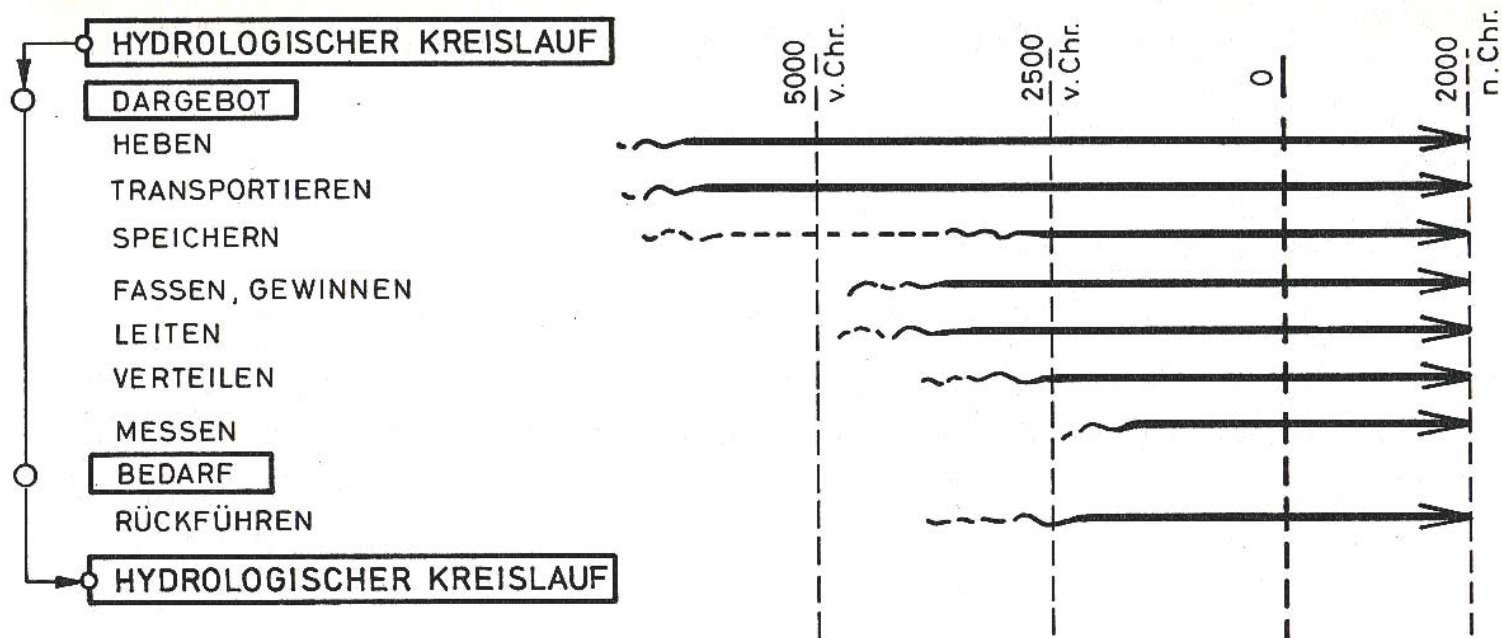 HYDROLOGISCHER KREISLAUF
5000
v. Chr.
2500
v. Chr.
0
2000
n. Chr.
DARGEBOT
HEBEN
TRANSPORTIEREN
SPEICHERN
FASSEN, GEWINNEN
LEITEN
VERTEILEN
MESSEN
BEDARF
RÜCKFÜHREN
HYDROLOGISCHER KREISLAUF